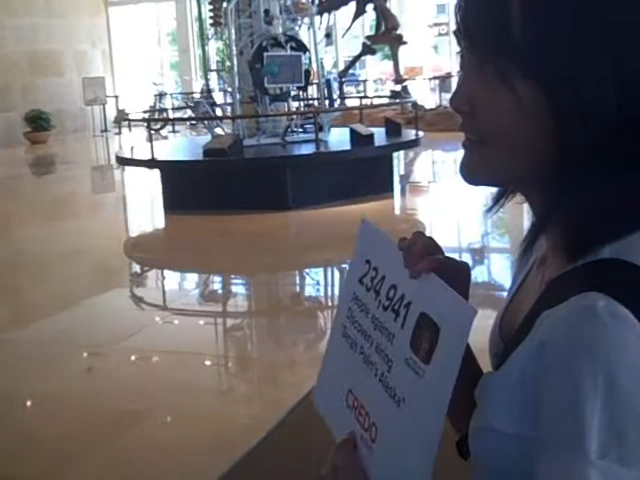 234,941
people against
Discovery airing
"Sarah Palin's Alaska"
CREDO